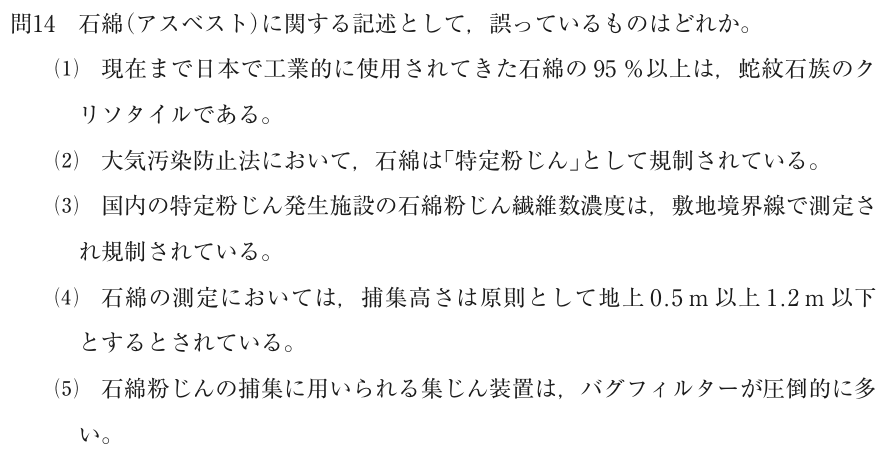 問14　石綿(アスベスト)に関する記述として，誤っているものはどれか。
(1)　現在まで日本で工業的に使用されてきた石綿の 95 ％以上は，蛇紋石族のク
リソタイルである。
(2)　大気汚染防止法において，石綿は「特定粉じん」として規制されている。
(3)　国内の特定粉じん発生施設の石綿粉じん繊維数濃度は，敷地境界線で測定さ
れ規制されている。
(4)　石綿の測定においては，捕集高さは原則として地上 0.5 m 以上 1.2 m 以下
とするとされている。
(5)　石綿粉じんの捕集に用いられる集じん装置は，バグフィルターが圧倒的に多
い。